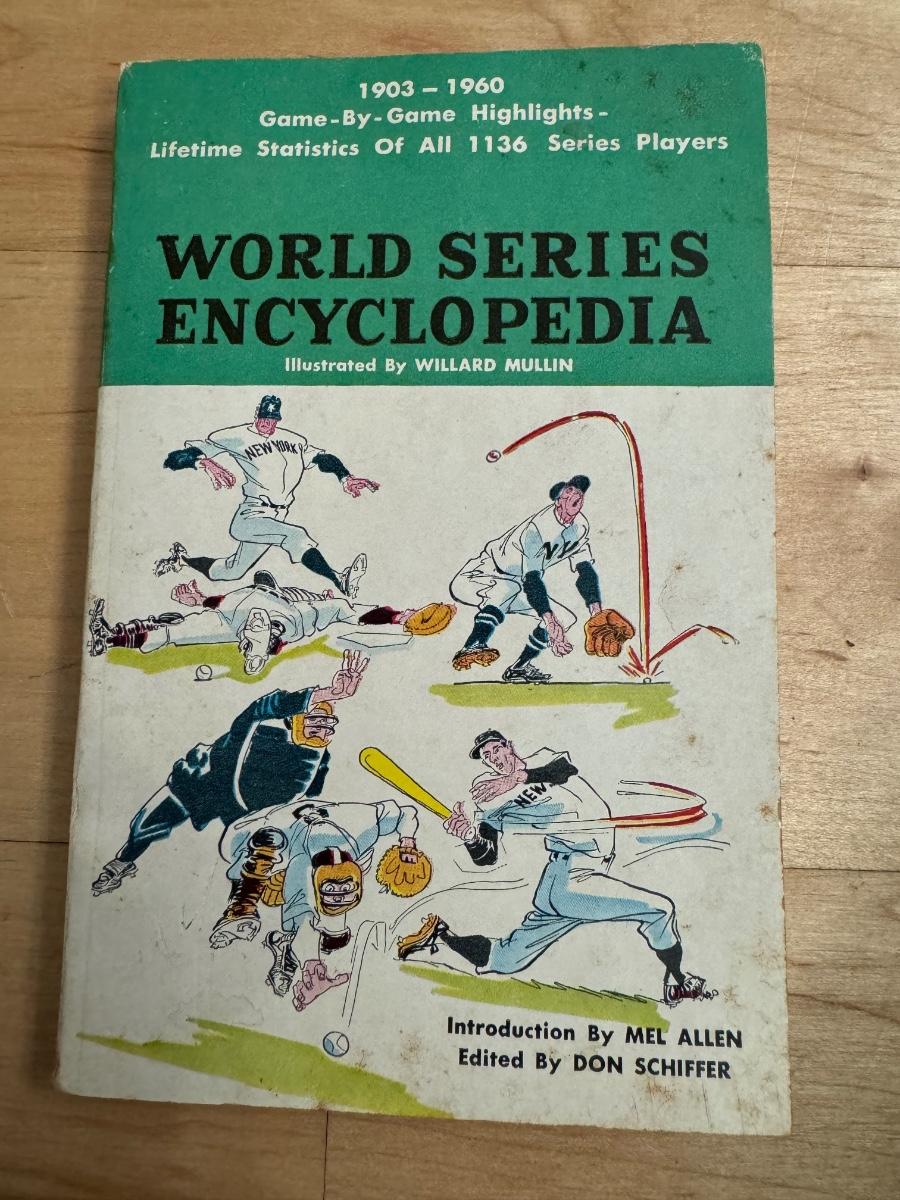 1903 – 1960
Game-By-Game Highlights-
Lifetime Statistics Of All 1136 Series Players
WORLD SERIES
ENCYCLOPEDIA
Illustrated By WILLARD MULLIN
NEW YORK
NY
NEW
Introduction By MEL ALLEN
Edited By DON SCHIFFER